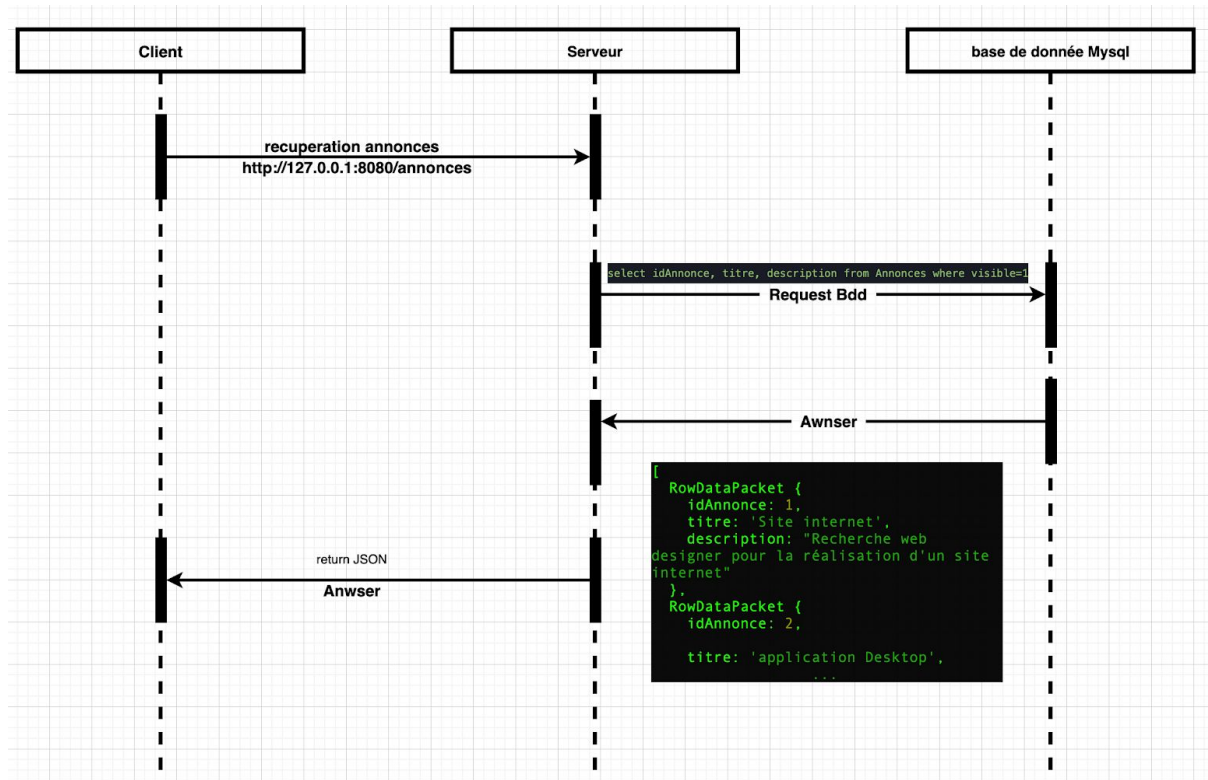 Client
Serveur
base de donnée Mysql
recuperation annonces
http://127.0.0.1:8080/annonces
select idAnnonce, titre, description from Annonces where visible=1
Request Bdd
Awnser
[
RowDataPacket {
idAnnonce: 1,
titre: 'Site internet',
description: "Recherche web
designer pour la réalisation d'un site
internet"
},
RowDataPacket {
idAnnonce: 2,
titre: 'application Desktop',
...
return JSON
Anwser